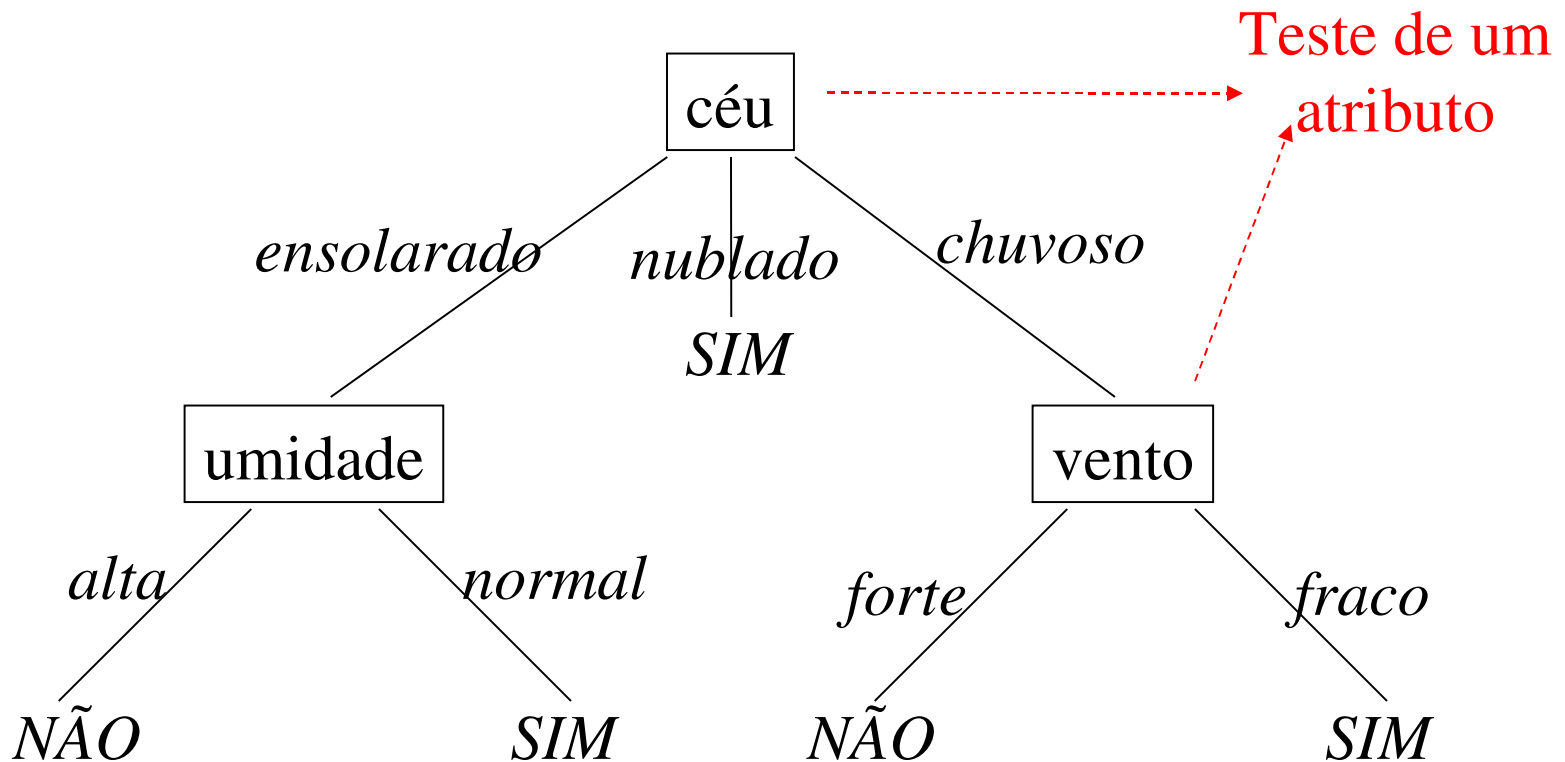 Teste de um
atributo
céu
ensolarado
nublado
chuvoso
SIM
umidade
vento
alta
normal
forte
fraco
NÃO
SIM
NÃO
SIM